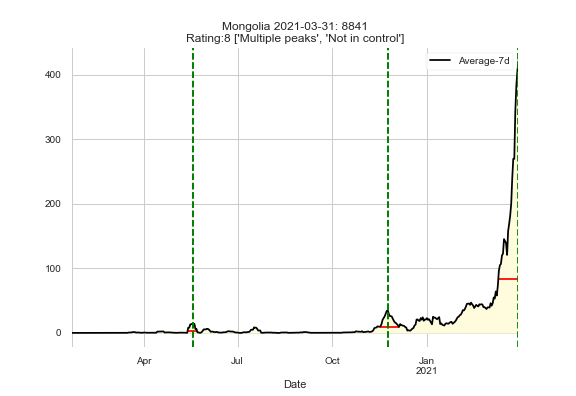 Mongolia 2021-03-31: 8841
Rating:8 ['Multiple peaks', 'Not in control']
Average-7d
400
300
200
100
0
Apr
Jul
Oct
Jan
2021
Date